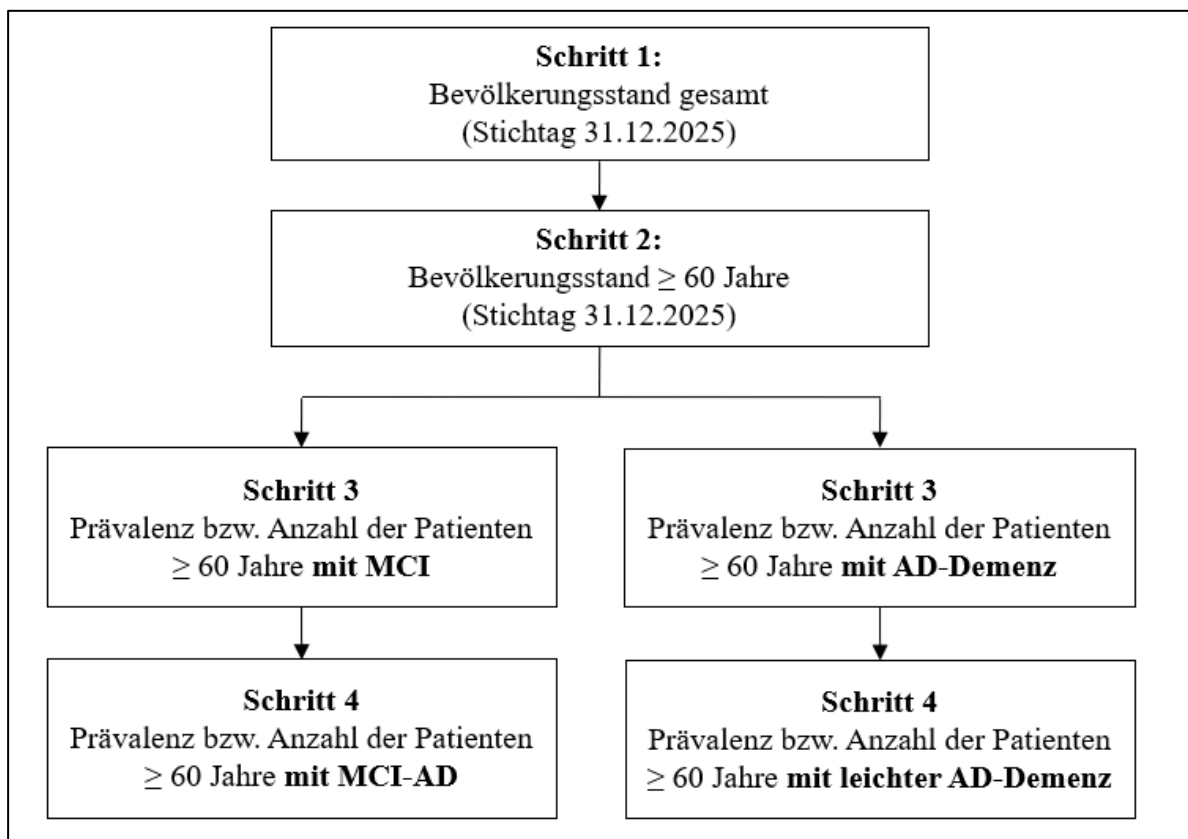 Schritt 1:
Bevölkerungsstand gesamt
(Stichtag 31.12.2025)
Schritt 2:
Bevölkerungsstand ≥ 60 Jahre
(Stichtag 31.12.2025)
Schritt 3
Prävalenz bzw. Anzahl der Patienten
≥ 60 Jahre mit MCI
Schritt 3
Prävalenz bzw. Anzahl der Patienten
≥ 60 Jahre mit AD-Demenz
Schritt 4
Prävalenz bzw. Anzahl der Patienten
≥ 60 Jahre mit MCI-AD
Schritt 4
Prävalenz bzw. Anzahl der Patienten
≥ 60 Jahre mit leichter AD-Demenz